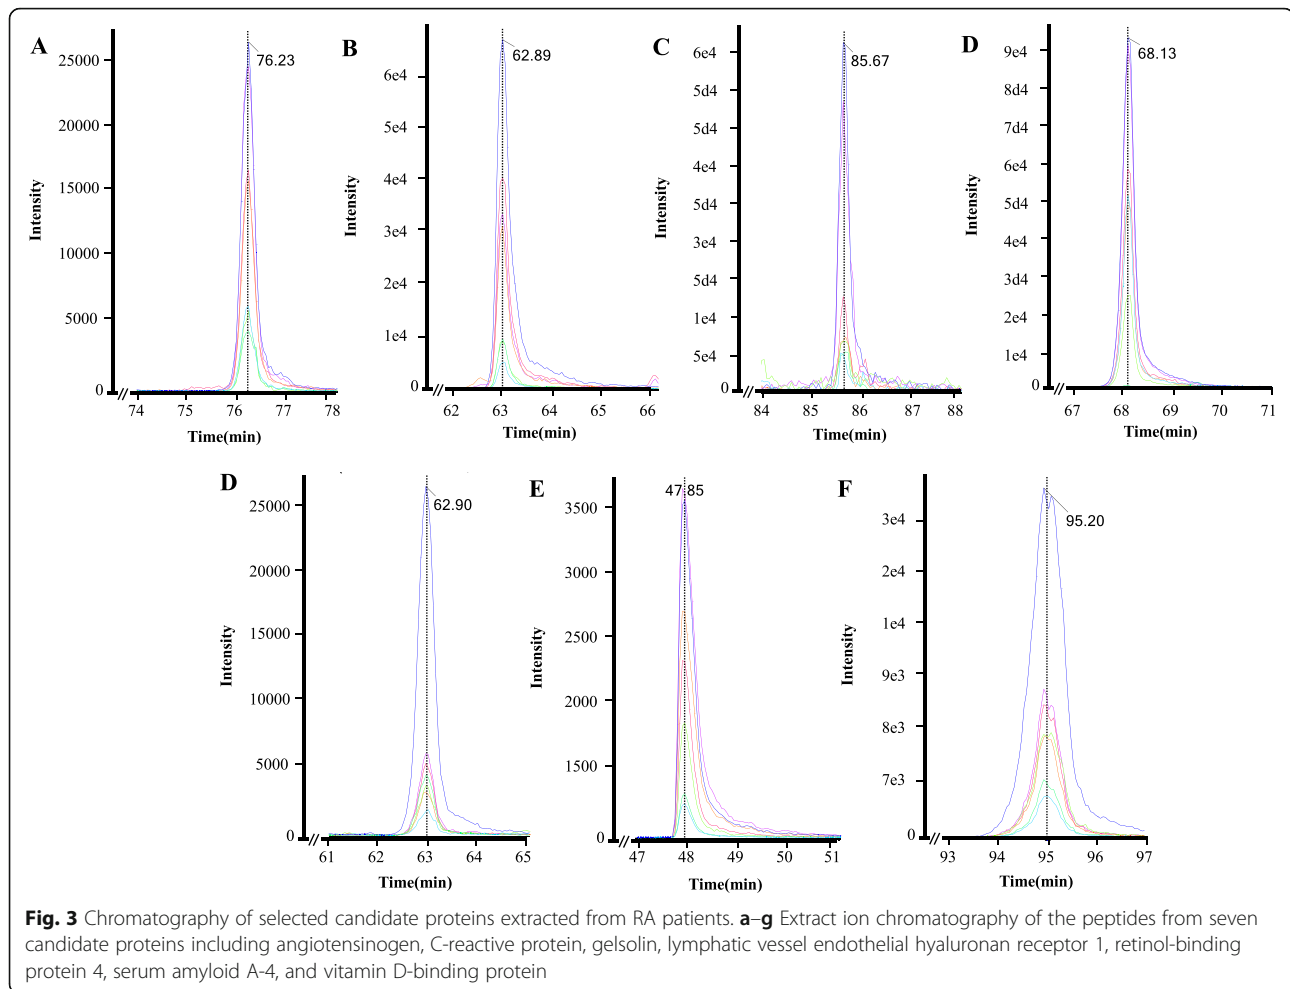 A
25000
20000
15000
10000
5000
0
Intensity
76.23
74 75 76 77 78
Time(min)
B
6e4
5e4
4e4
3e4
2e4
1e4
0
Intensity
62.89
62 63 64 65 66
Time(min)
C
6e4
5d4
5d4
4e4
5d4
3e4
5d4
1e4
5e4
0
Intensity
85.67
84 85 86 87 88
Time(min)
D
9e4
8d4
7d4
6e4
5d4
4e4
3d4
2e4
1e4
0
Intensity
68.13
67 68 69 70 71
Time(min)
D
25000
20000
15000
10000
5000
0
Intensity
62.90
61 62 63 64 65
Time(min)
E
3500
3000
2500
2000
1500
0
Intensity
47.85
47 48 49 50 51
Time(min)
F
3e4
2e4
1e4
9e3
8e3
7e3
0
Intensity
95.20
93 94 95 96 97
Time(min)
Fig. 3 Chromatography of selected candidate proteins extracted from RA patients. a–g Extract ion chromatography of the peptides from seven
candidate proteins including angiotensinogen, C-reactive protein, gelsolin, lymphatic vessel endothelial hyaluronan receptor 1, retinol-binding
protein 4, serum amyloid A-4, and vitamin D-binding protein